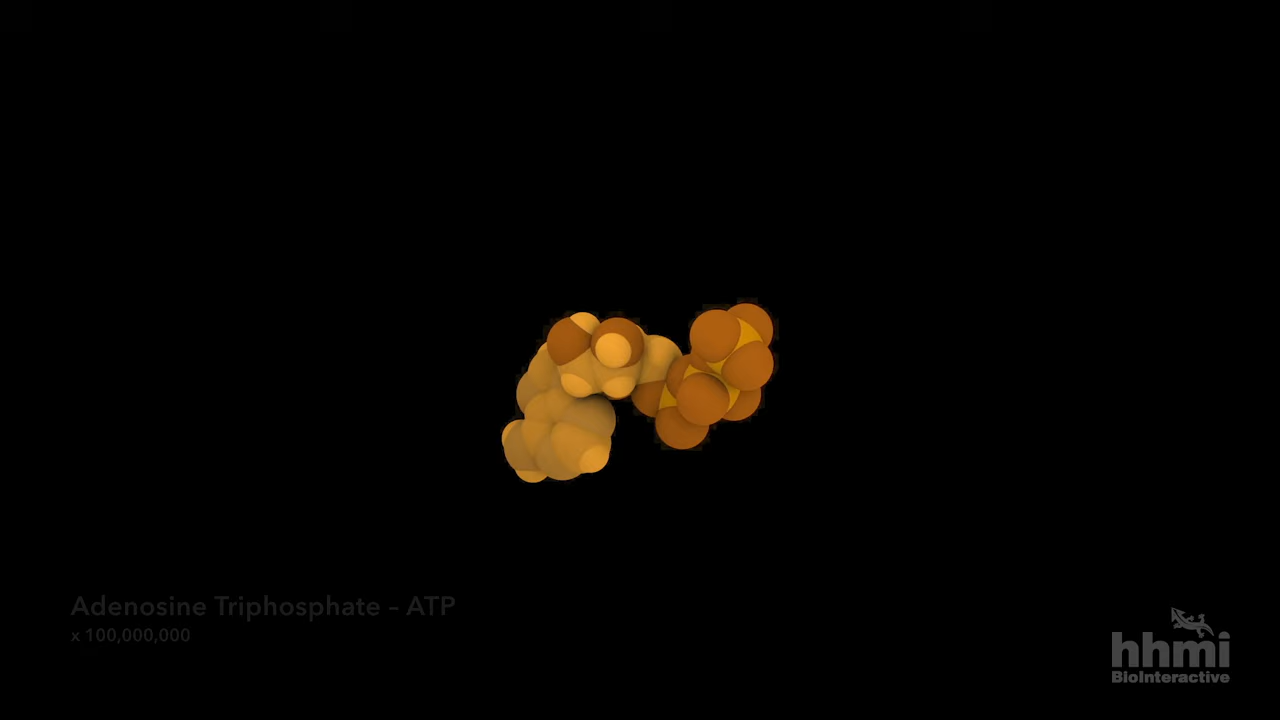 Adenosine Triphosphate – ATP
x 100,000,000
hhmi
BioInteractive